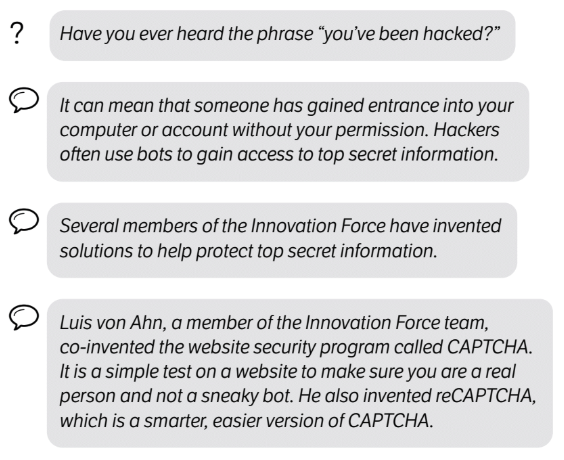 ?
Have you ever heard the phrase “you’ve been hacked?”
It can mean that someone has gained entrance into your
computer or account without your permission. Hackers
often use bots to gain access to top secret information.
Several members of the Innovation Force have invented
solutions to help protect top secret information.
Luis von Ahn, a member of the Innovation Force team,
co-invented the website security program called CAPTCHA.
It is a simple test on a website to make sure you are a real
person and not a sneaky bot. He also invented reCAPTCHA,
which is a smarter, easier version of CAPTCHA.